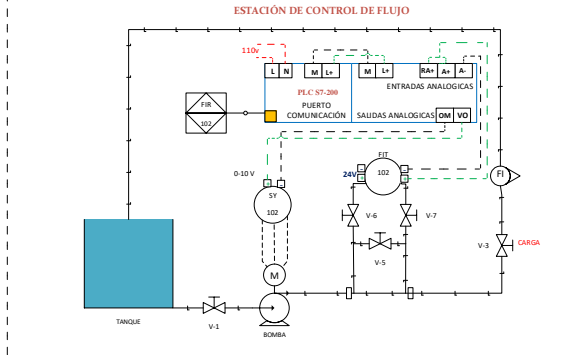 ESTACIÓN DE CONTROL DE FLUJO
110v
L N M L+ M L+ RA+ A+ A-
ENTRADAS ANALOGICAS
PLC S7-200
FIR
102
PUERTO
COMUNICACIÓN
SALIDAS ANALOGICAS OM VO
FIT
102
24V
- +
- +
0-10 V
+ -
SY
102
FI
V-6
V-7
V-5
V-3
CARGA
M
V-1
TANQUE
BOMBA